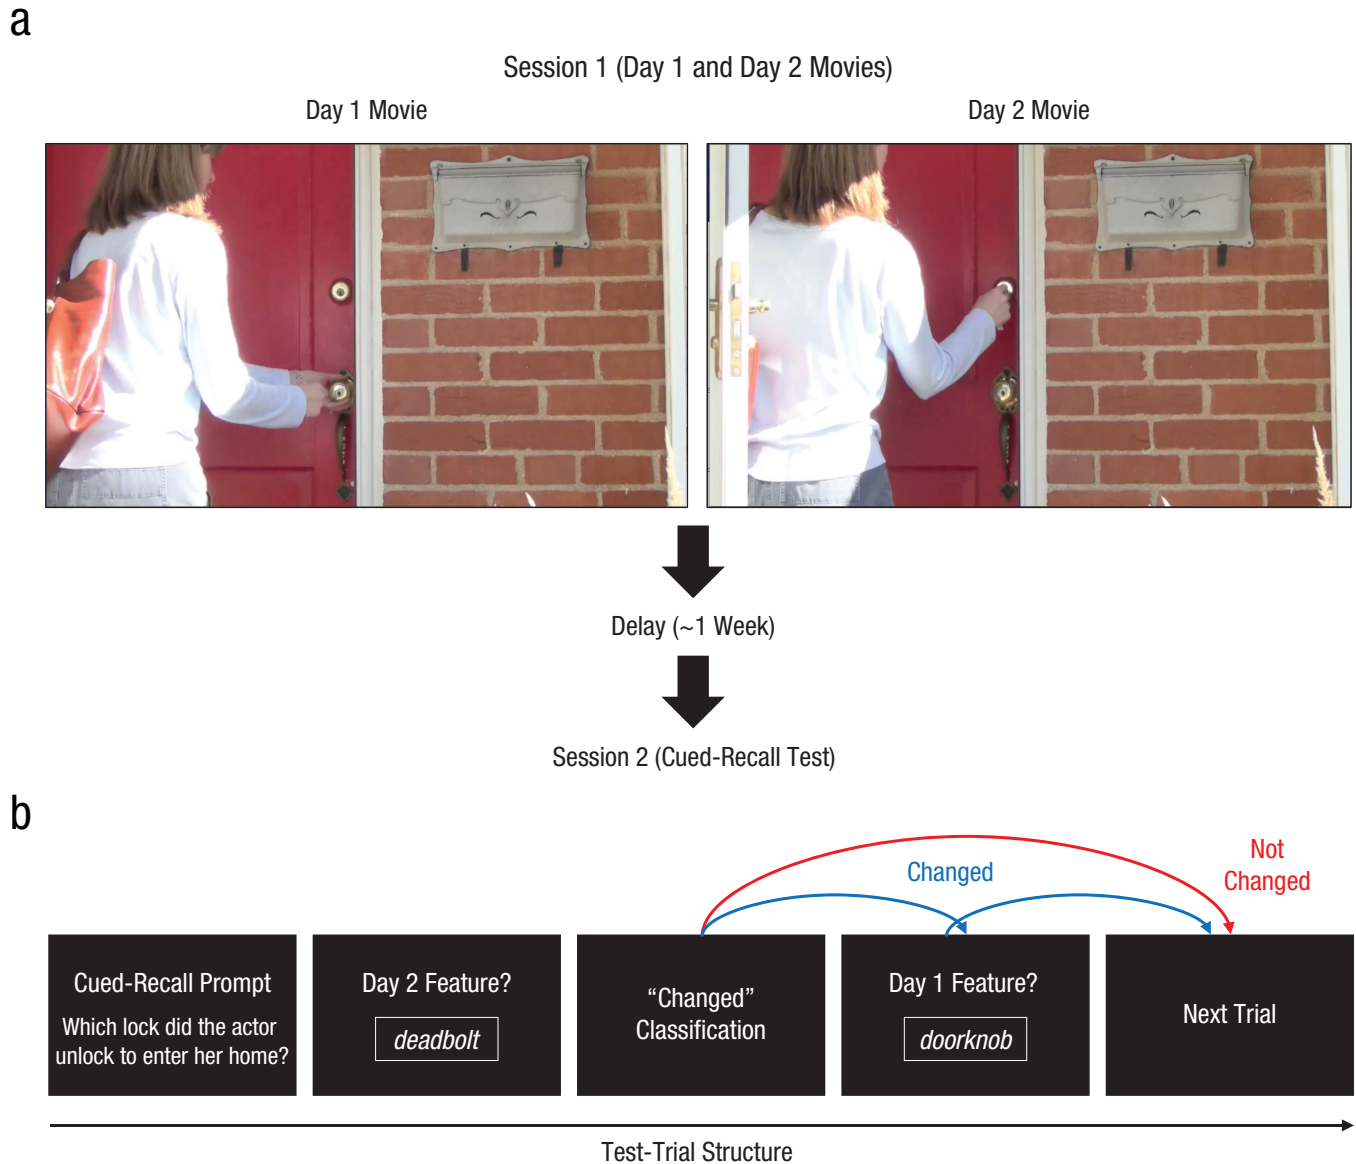 a
Session 1 (Day 1 and Day 2 Movies)
Day 1 Movie
Day 2 Movie
Delay (~1 Week)
Session 2 (Cued-Recall Test)
b
Changed
Not
Changed
Cued-Recall Prompt
Which lock did the actor
unlock to enter her home?
Day 2 Feature?
deadbolt
“Changed”
Classification
Day 1 Feature?
doorknob
Next Trial
Test-Trial Structure